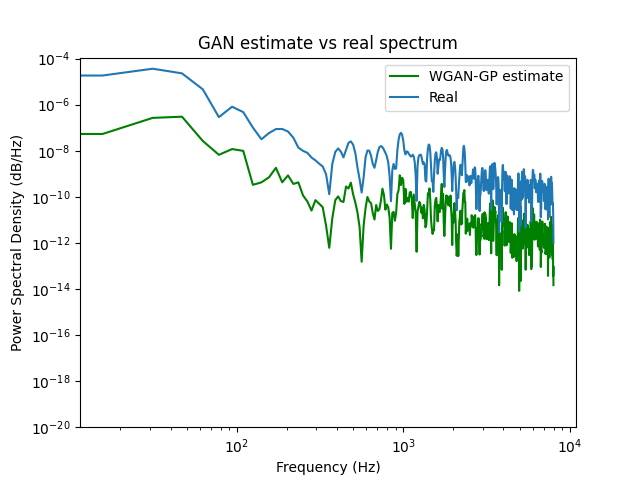 GAN estimate vs real spectrum
WGAN-GP estimate
Real
Power Spectral Density (dB/Hz)
10⁻⁴
10⁻⁶
10⁻⁸
10⁻¹⁰
10⁻¹²
10⁻¹⁴
10⁻¹⁶
10⁻¹⁸
10⁻²⁰
10² 10³ 10⁴
Frequency (Hz)